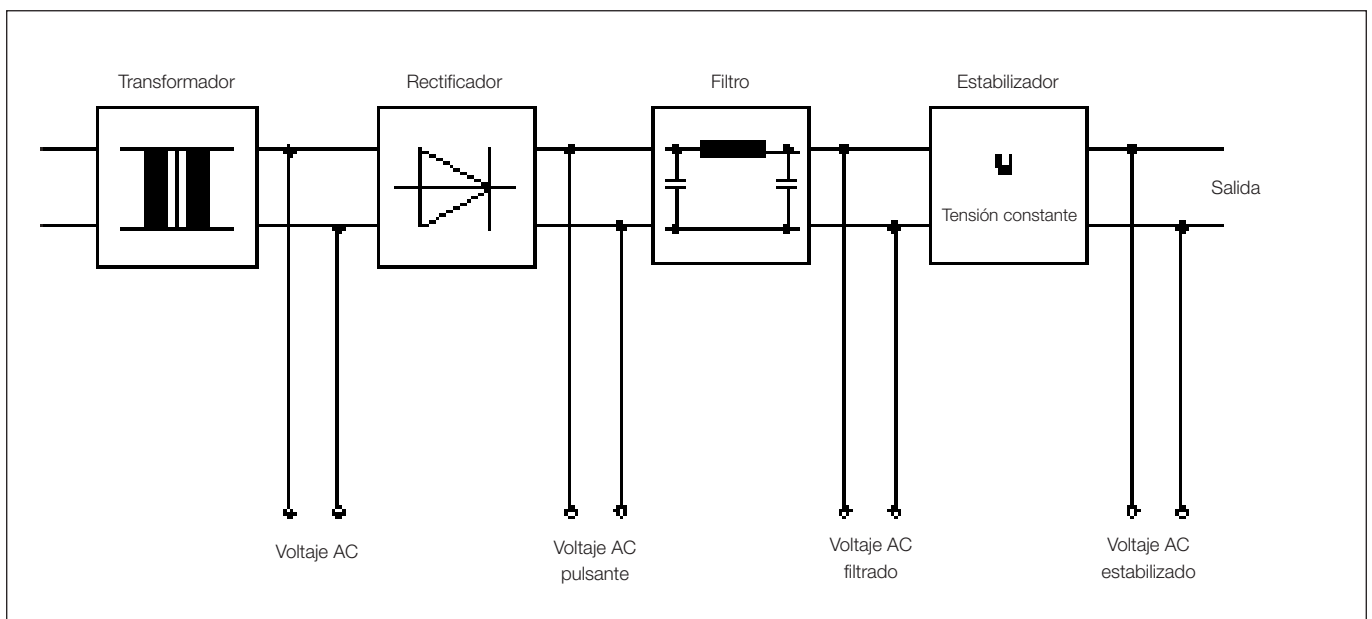 Transformador
Rectificador
Filtro
Estabilizador
u
Tensión constante
Salida
Voltaje AC
Voltaje AC
pulsante
Voltaje AC
filtrado
Voltaje AC
estabilizado